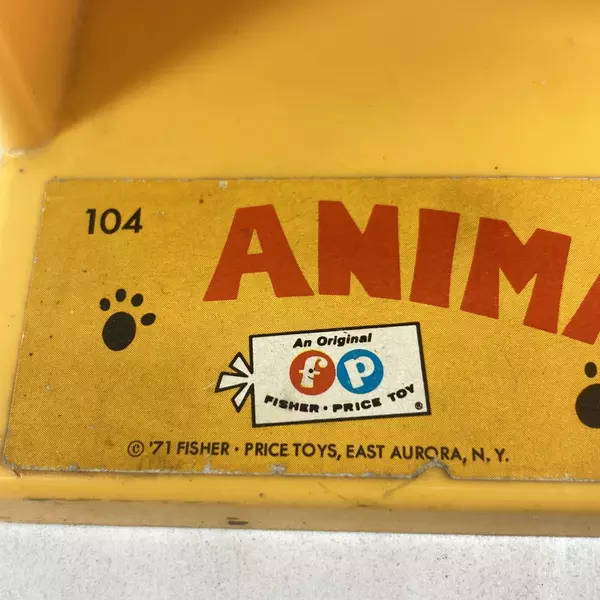 104
ANIMA
An Original
fp
FISHER · PRICE TOY ®
© '71 FISHER · PRICE TOYS, EAST AURORA, N. Y.